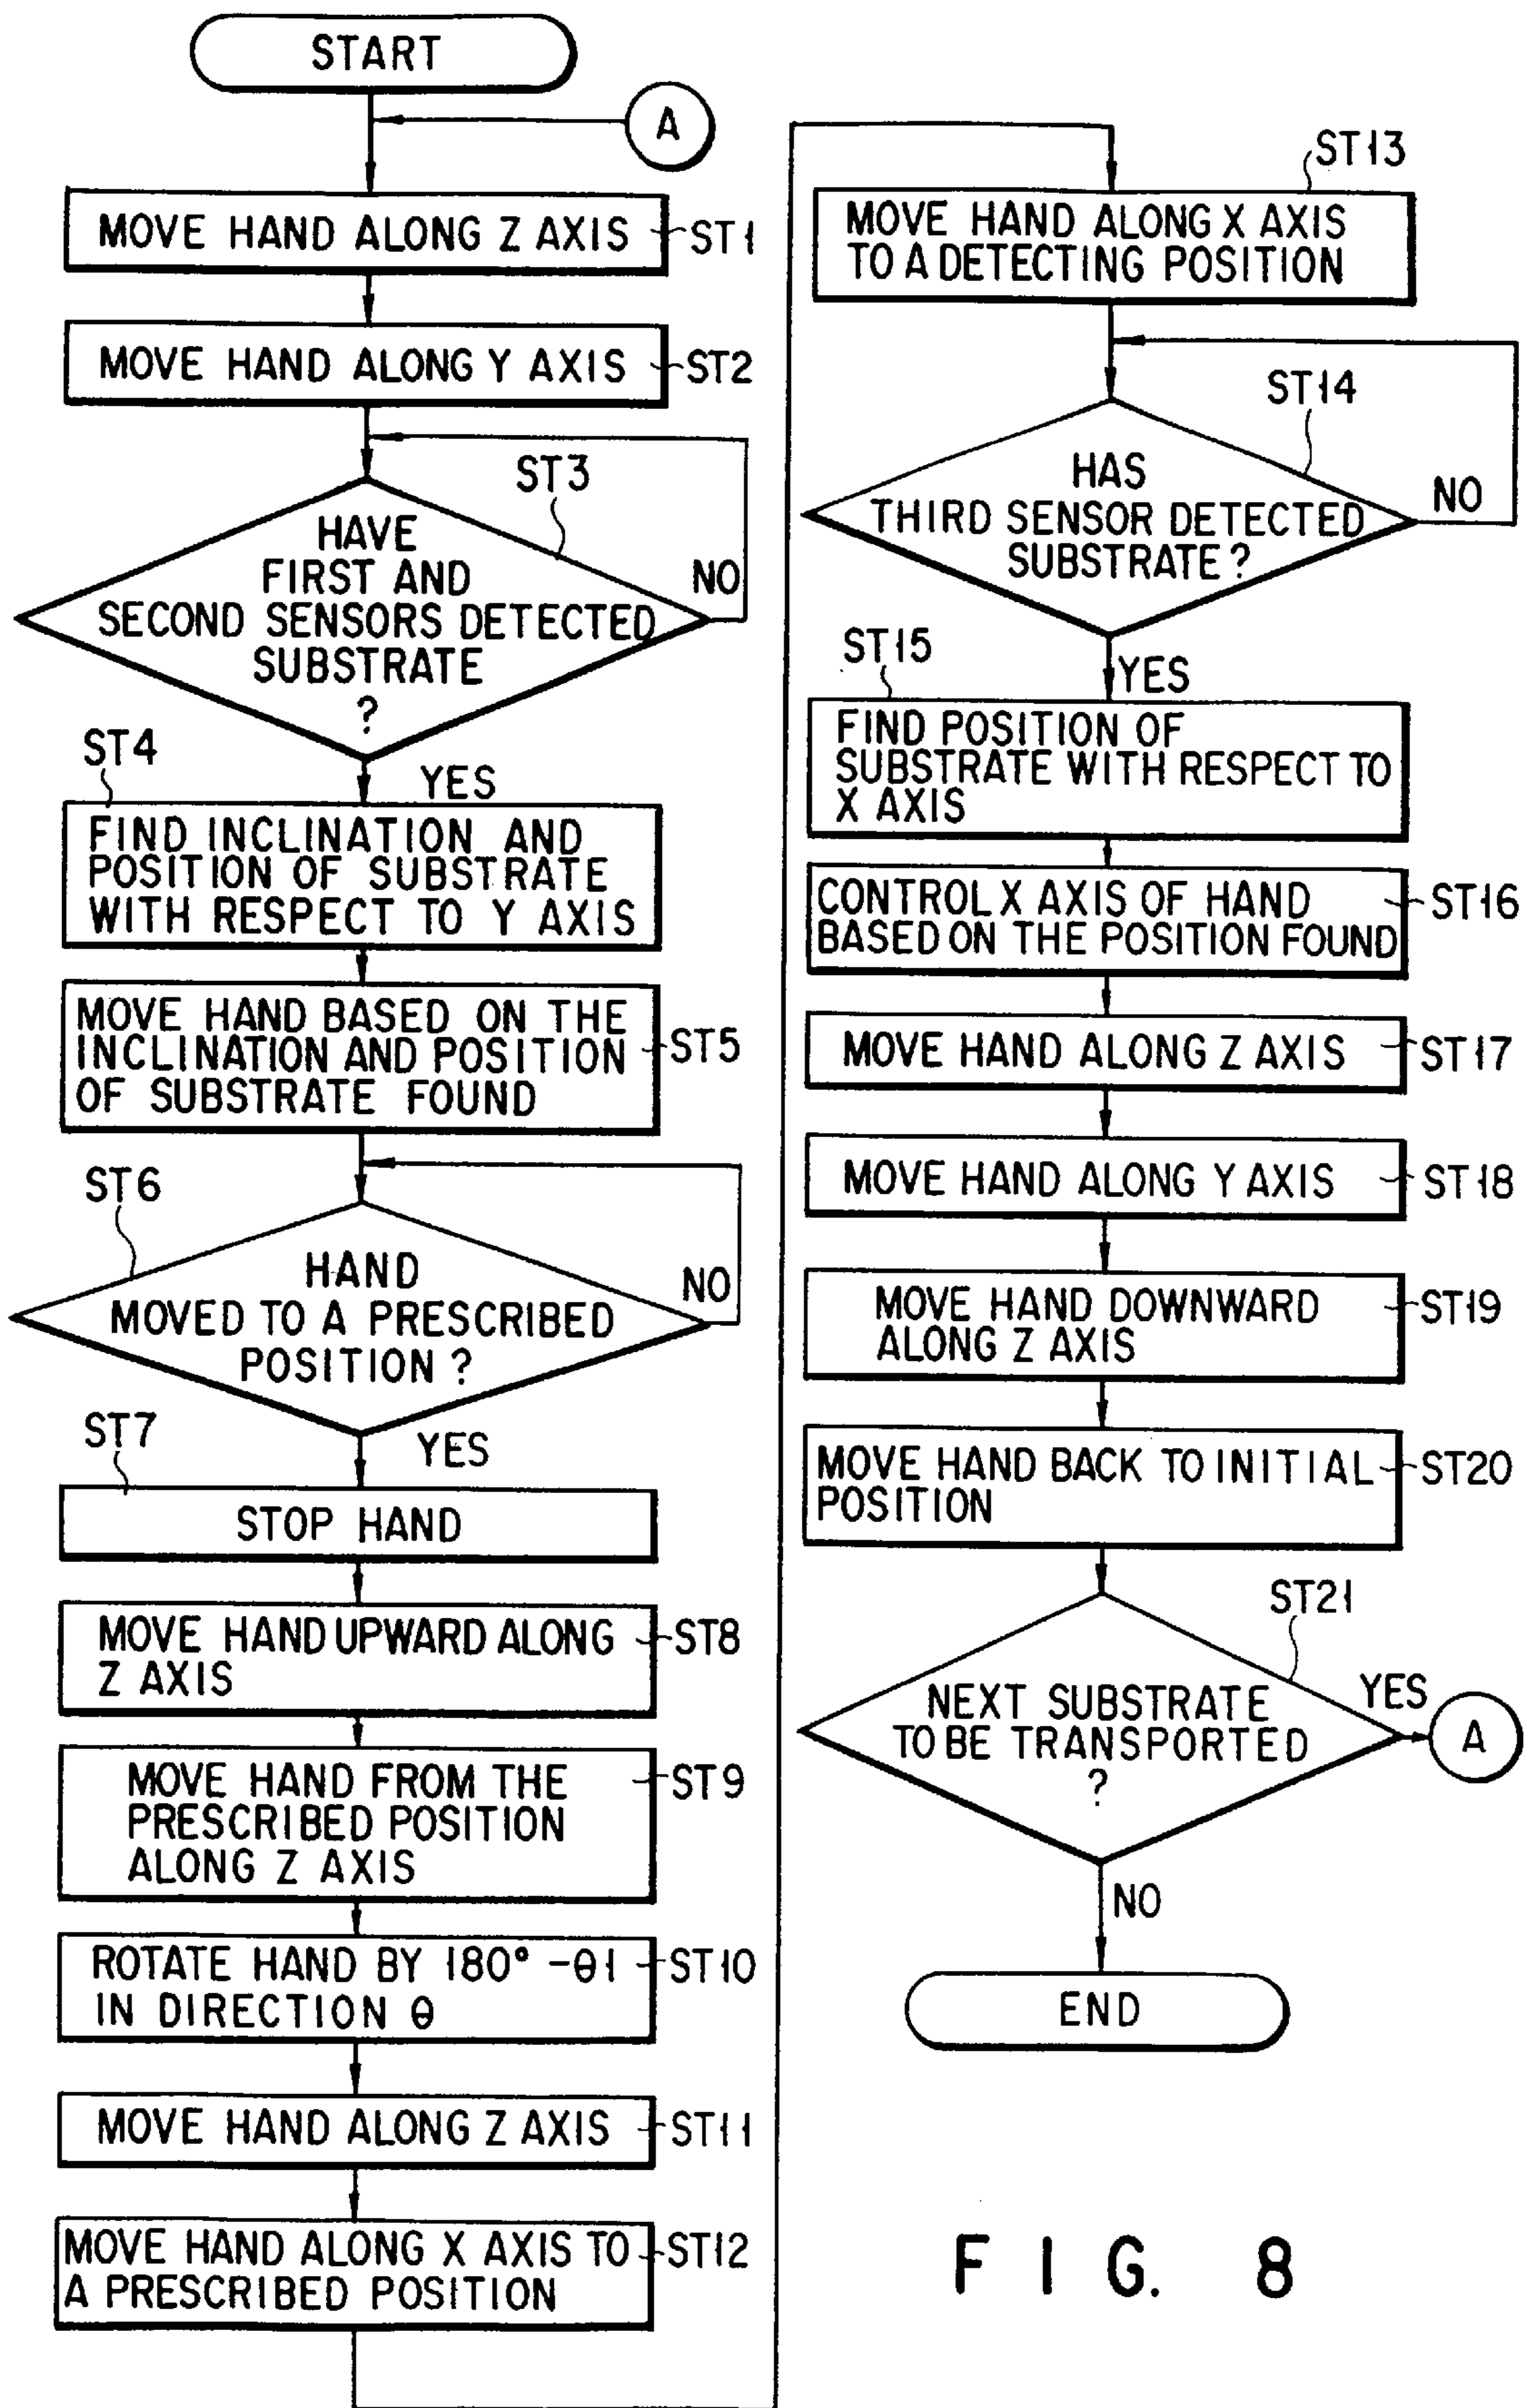 START
A
MOVE HAND ALONG Z AXIS
ST1
MOVE HAND ALONG Y AXIS
ST2
ST3
HAVE
FIRST AND
SECOND SENSORS DETECTED
SUBSTRATE
?
NO
YES
ST4
FIND INCLINATION AND
POSITION OF SUBSTRATE
WITH RESPECT TO Y AXIS
MOVE HAND BASED ON THE
INCLINATION AND POSITION
OF SUBSTRATE FOUND
ST5
ST6
HAND
MOVED TO A PRESCRIBED
POSITION ?
NO
YES
ST7
STOP HAND
MOVE HAND UPWARD ALONG
Z AXIS
ST8
MOVE HAND FROM THE
PRESCRIBED POSITION
ALONG Z AXIS
ST9
ROTATE HAND BY 180° -θ1
IN DIRECTION θ
ST10
MOVE HAND ALONG Z AXIS
ST11
MOVE HAND ALONG X AXIS TO
A PRESCRIBED POSITION
ST12
ST13
MOVE HAND ALONG X AXIS
TO A DETECTING POSITION
ST14
HAS
THIRD SENSOR DETECTED
SUBSTRATE?
NO
YES
ST15
FIND POSITION OF
SUBSTRATE WITH RESPECT TO
X AXIS
CONTROL X AXIS OF HAND
BASED ON THE POSITION FOUND
ST16
MOVE HAND ALONG Z AXIS
ST17
MOVE HAND ALONG Y AXIS
ST18
MOVE HAND DOWNWARD
ALONG Z AXIS
ST19
MOVE HAND BACK TO INITIAL
POSITION
ST20
ST21
NEXT SUBSTRATE
TO BE TRANSPORTED
?
YES
A
NO
END
FIG. 8